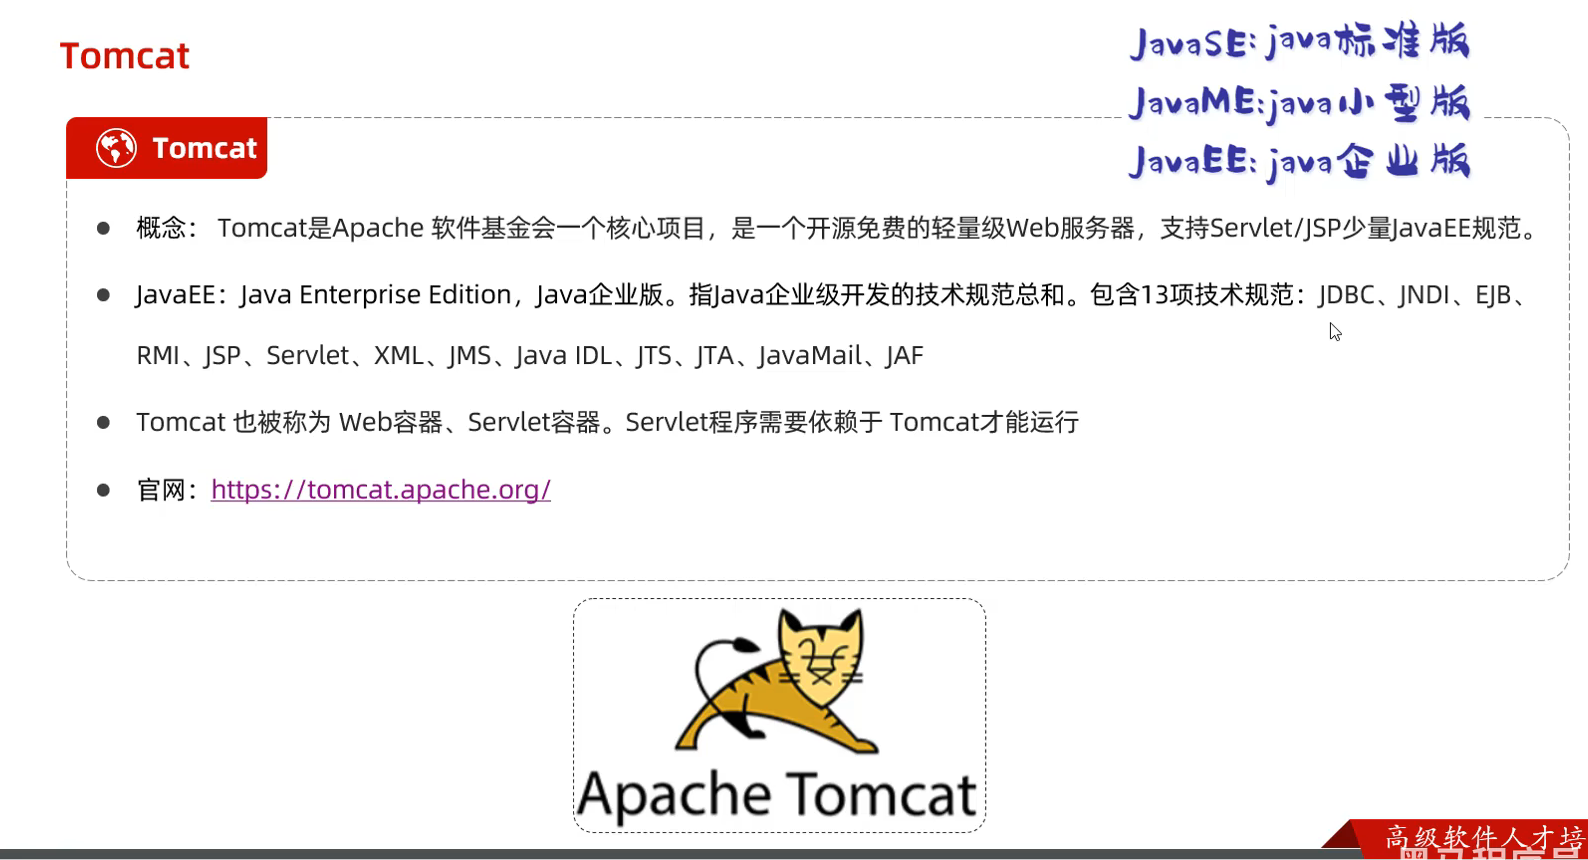 Tomcat
JavaSE: java标准版
JavaME:java小型版
JavaEE: java企业版
Tomcat
概念： Tomcat是Apache 软件基金会一个核心项目，是一个开源免费的轻量级Web服务器，支持Servlet/JSP少量JavaEE规范。
JavaEE：Java Enterprise Edition，Java企业版。指Java企业级开发的技术规范总和。包含13项技术规范：JDBC、JNDI、EJB、
RMI、JSP、Servlet、XML、JMS、Java IDL、JTS、JTA、JavaMail、JAF
Tomcat 也被称为 Web容器、Servlet容器。Servlet程序需要依赖于 Tomcat才能运行
官网：https://tomcat.apache.org/
Apache Tomcat
高级软件人才培